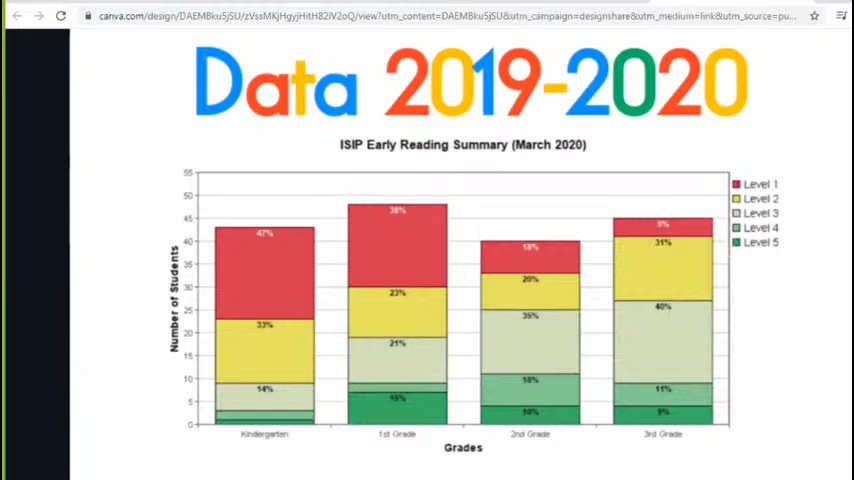 canva.com/design/DAEMBku5jSU/zVssMKjHgyjHitH82iV2oQ/view?utm_content=DAEMBku5jSU&utm_campaign=designshare&utm_medium=link&utm_source=pu...
Data 2019-2020
ISIP Early Reading Summary (March 2020)
Number of Students
55
50
45
40
35
30
25
20
15
10
5
0
47%
33%
14%
38%
23%
21%
15%
18%
20%
35%
18%
10%
9%
31%
40%
11%
9%
Kindergarten
1st Grade
2nd Grade
3rd Grade
Grades
Level 1
Level 2
Level 3
Level 4
Level 5